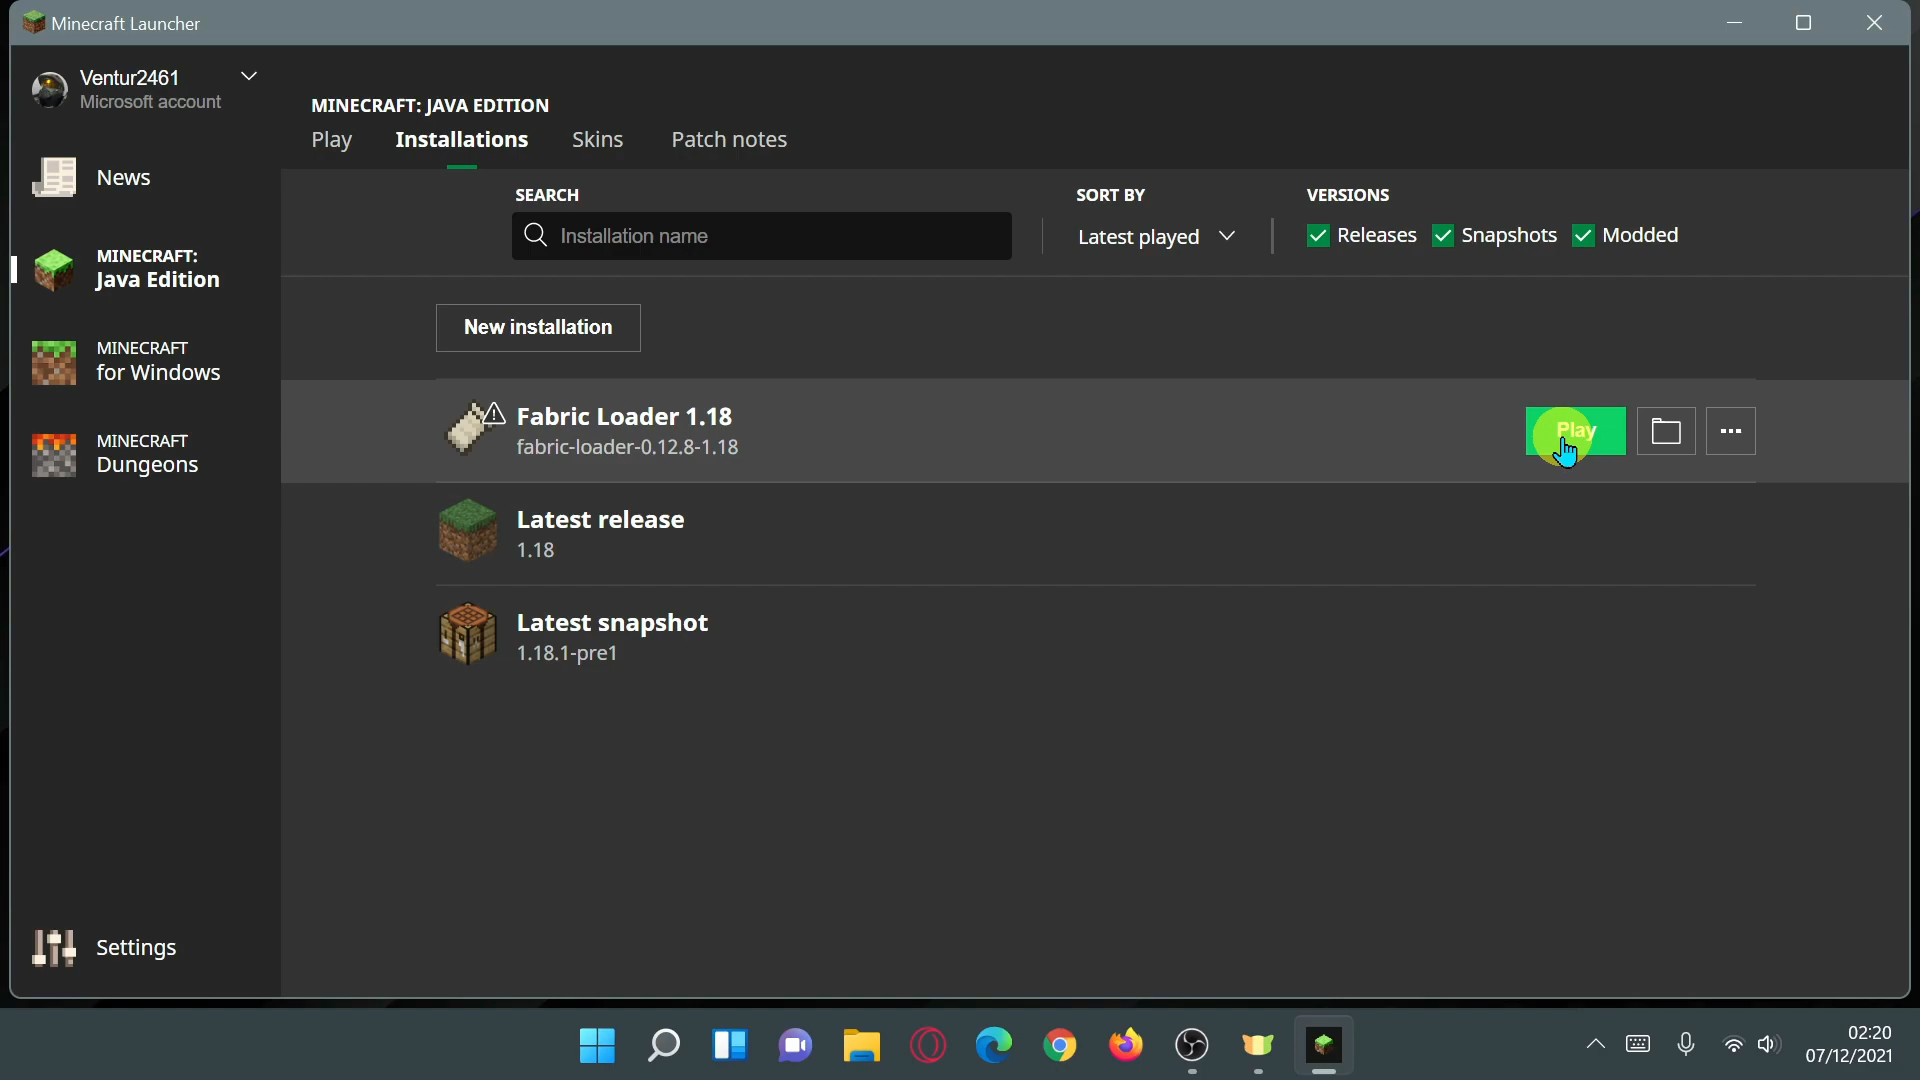 Minecraft Launcher
Ventur2461
Microsoft account
News
MINECRAFT:
Java Edition
MINECRAFT
for Windows
MINECRAFT
Dungeons
Settings
MINECRAFT: JAVA EDITION
Play Installations Skins Patch notes
SEARCH
Installation name
SORT BY
Latest played
VERSIONS
Releases Snapshots Modded
New installation
Fabric Loader 1.18
fabric-loader-0.12.8-1.18
Play
Latest release
1.18
Latest snapshot
1.18.1-pre1
02:20
07/12/2021